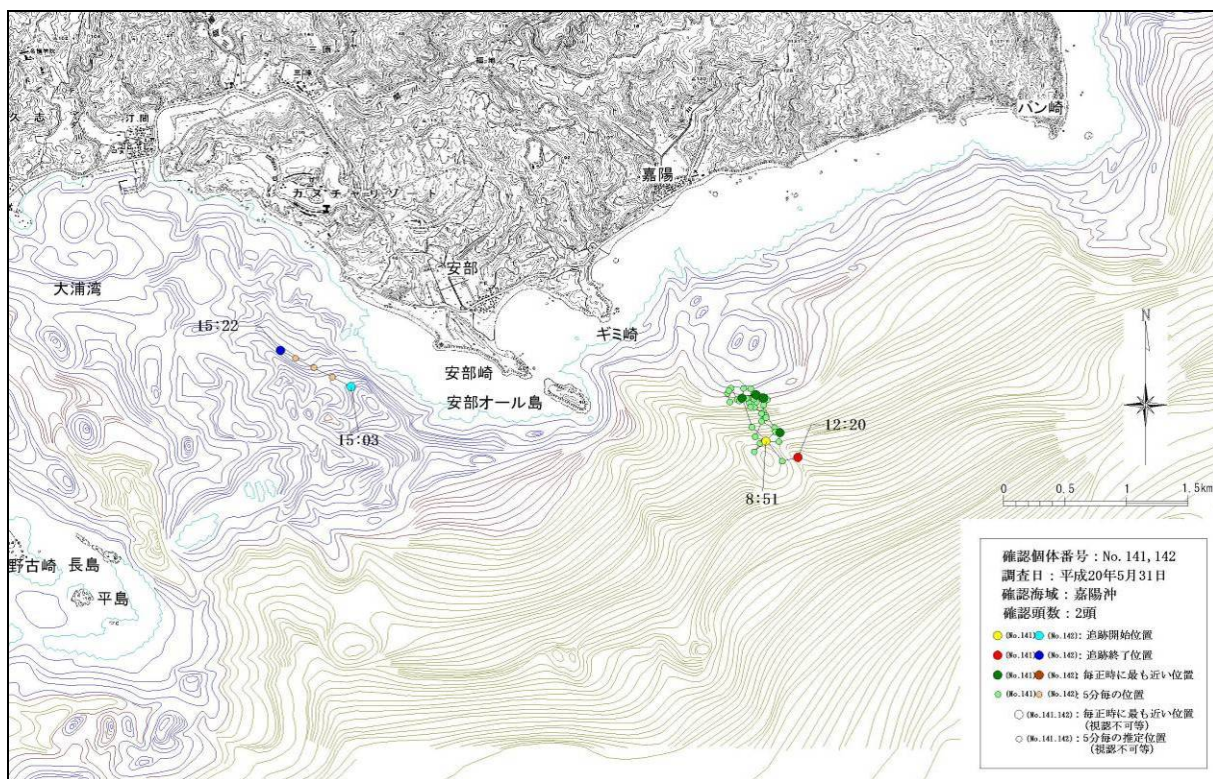 三原
福地
汀間
久志
バン崎
嘉陽
カヌチャリゾート
安部
大浦湾
15:22
ギミ崎
安部崎
安部オール島
15:03
12:20
8:51
N
0 0.5 1 1.5km
野古崎
長島
平島
確認個体番号:No.141,142
調査日:平成20年5月31日
確認海域:嘉陽沖
確認頭数:2頭
(No.141) (No.142):追跡開始位置
(No.141) (No.142):追跡終了位置
(No.141) (No.142):毎正時に最も近い位置
(No.141) (No.142):5分毎の位置
(No.141.142):毎正時に最も近い位置
(視認不可等)
(No.141.142):5分毎の推定位置
(視認不可等)